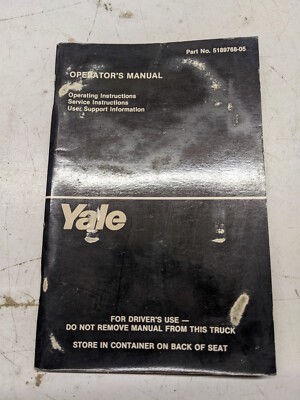 Part No. 5189768-05
OPERATOR'S MANUAL
Operating Instructions
Service Instructions
User Support Information
Yale
FOR DRIVER'S USE —
DO NOT REMOVE MANUAL FROM THIS TRUCK
STORE IN CONTAINER ON BACK OF SEAT